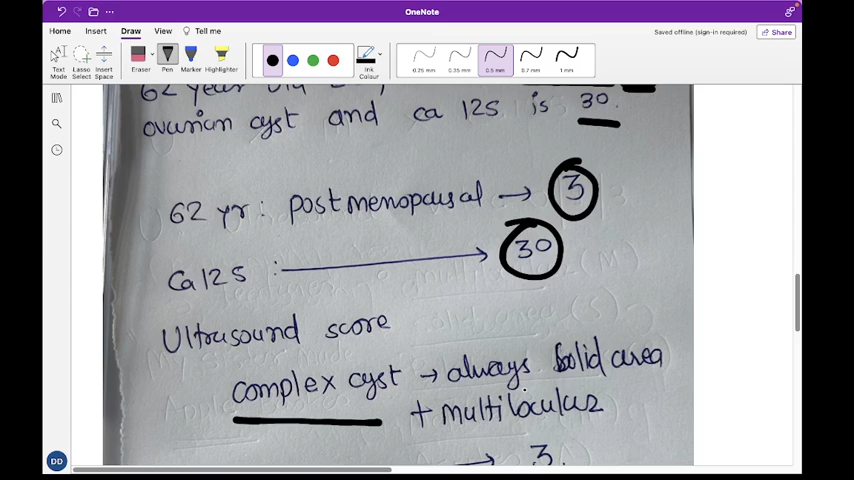 OneNote
Home Insert Draw View Tell me
Saved offline (sign-in required)
Share
Text Mode
Lasso Select
Insert Space
Eraser
Pen
Marker
Highlighter
Ink Colour
0.25 mm
0.35 mm
0.5 mm
0.7 mm
1 mm
62 year old
ovarian cyst and ca 125 is 30.
62 yr : postmenopausal → 3
Ca125 : → 30
Ultrasound score
complex cyst → always solid area
+ multiloculus
→ 3.
DD